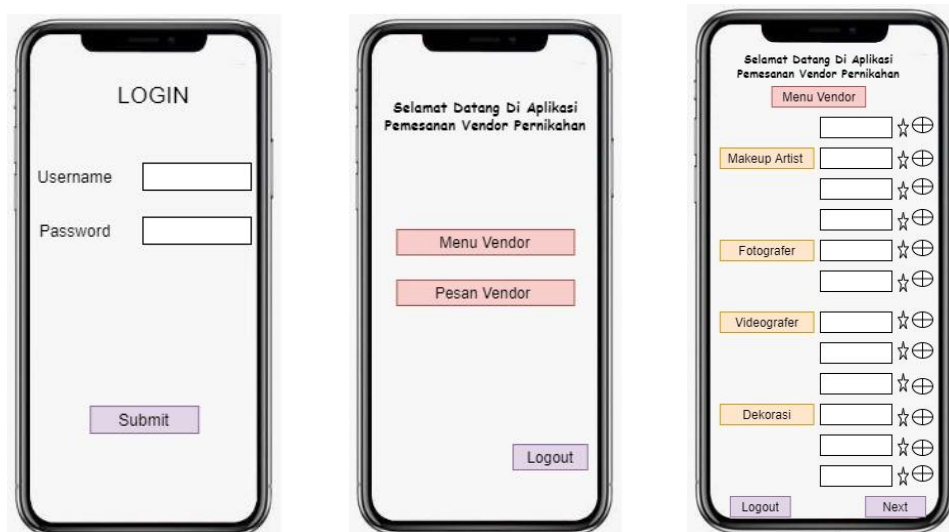 LOGIN
Username
Password
Submit
Selamat Datang Di Aplikasi
Pemesanan Vendor Pernikahan
Menu Vendor
Pesan Vendor
Logout
Selamat Datang Di Aplikasi
Pemesanan Vendor Pernikahan
Menu Vendor
Makeup Artist
Fotografer
Videografer
Dekorasi
Logout
Next